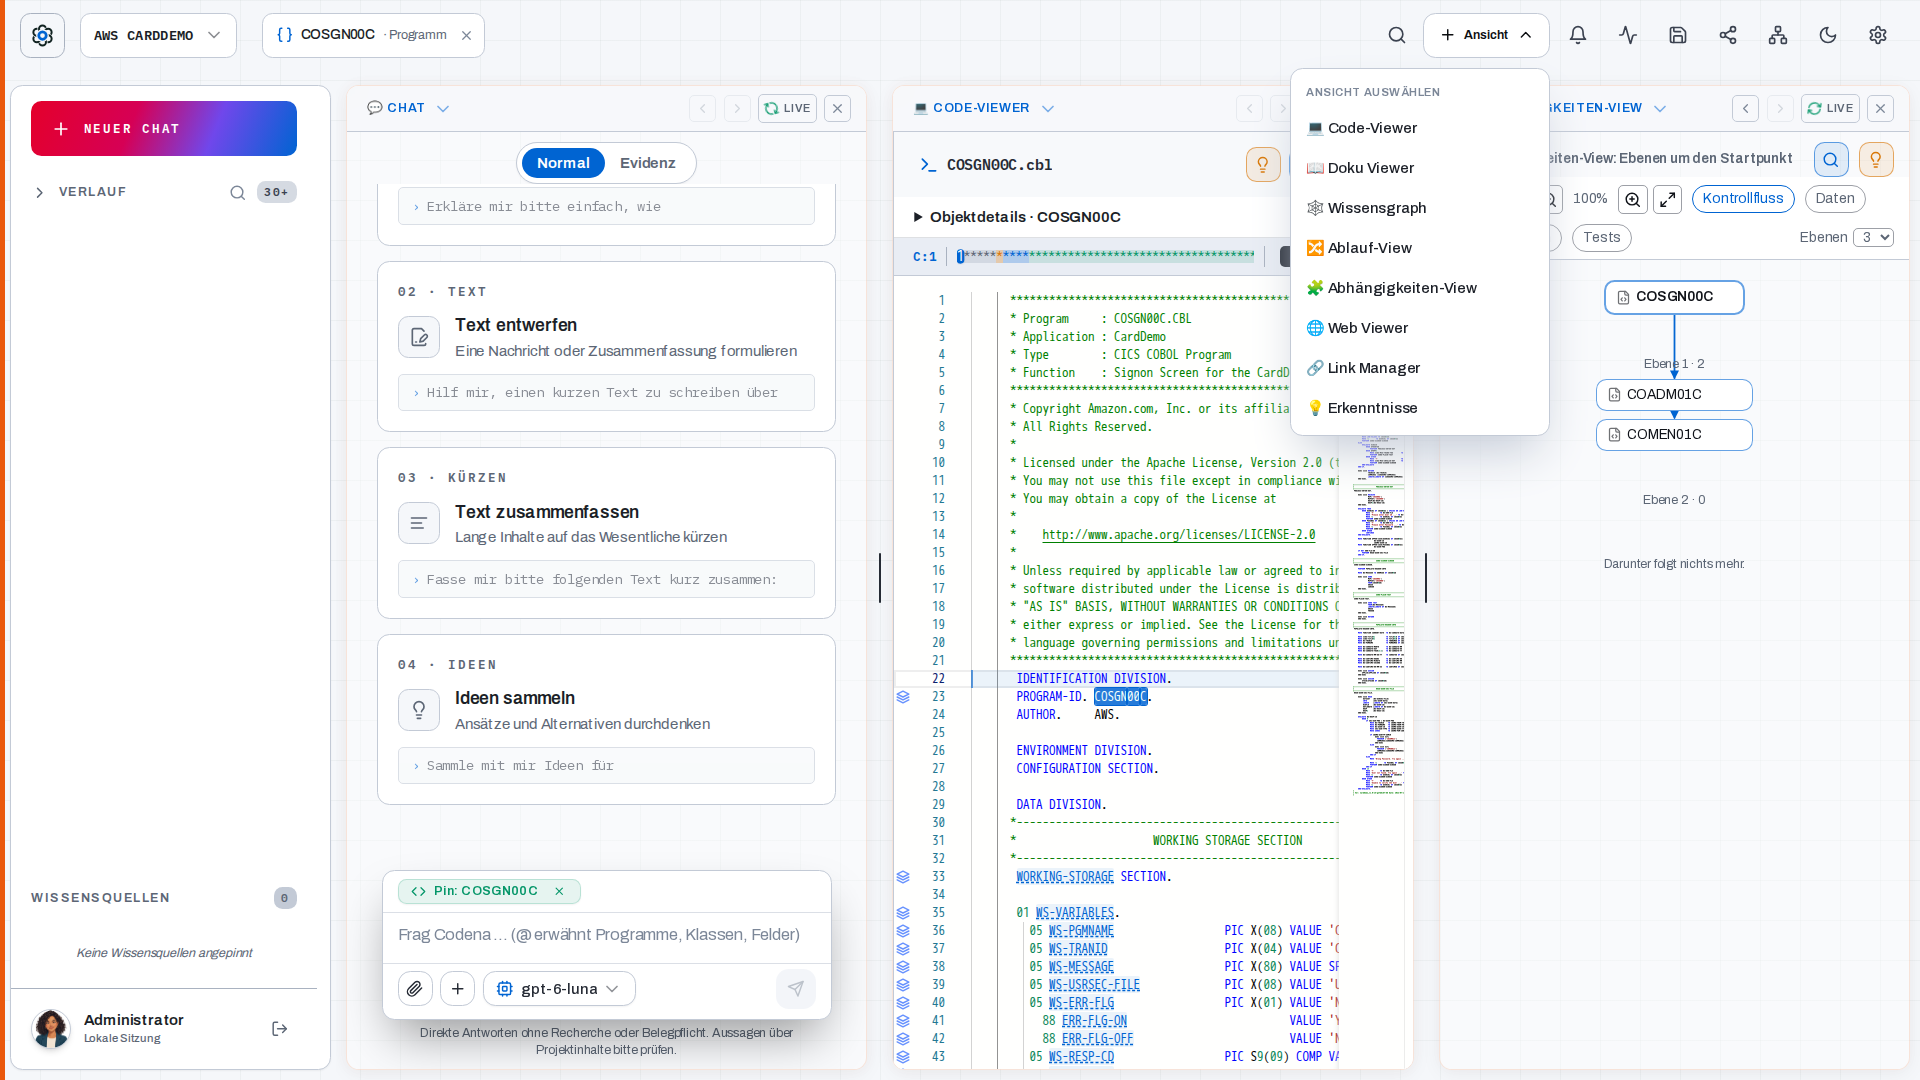 AWS CARDDEMO
COSGN00C · Programm
Ansicht
NEUER CHAT
VERLAUF
30+
WISSENSQUELLEN
0
Keine Wissensquellen angepinnt
Administrator
Lokale Sitzung
CHAT
LIVE
Normal
Evidenz
› Erkläre mir bitte einfach, wie
02 · TEXT
Text entwerfen
Eine Nachricht oder Zusammenfassung formulieren
› Hilf mir, einen kurzen Text zu schreiben über
03 · KÜRZEN
Text zusammenfassen
Lange Inhalte auf das Wesentliche kürzen
› Fasse mir bitte folgenden Text kurz zusammen:
04 · IDEEN
Ideen sammeln
Ansätze und Alternativen durchdenken
› Sammle mit mir Ideen für
Pin: COSGN00C
Frag Codena ... (@ erwähnt Programme, Klassen, Felder)
gpt-6-luna
Direkte Antworten ohne Recherche oder Belegpflicht. Aussagen über
Projektinhalte bitte prüfen.
CODE-VIEWER
COSGN00C.cbl
Objektdetails · COSGN00C
C:1
1*********************************************
1 ***************************************************
2 * Program     : COSGN00C.CBL
3 * Application : CardDemo
4 * Type        : CICS COBOL Program
5 * Function    : Signon Screen for the CardD
6 ***************************************************
7 * Copyright Amazon.com, Inc. or its affilia
8 * All Rights Reserved.
9 *
10 * Licensed under the Apache License, Version 2.0 (
11 * You may not use this file except in compliance wi
12 * You may obtain a copy of the License at
13 *
14 *    http://www.apache.org/licenses/LICENSE-2.0
15 *
16 * Unless required by applicable law or agreed to in
17 * software distributed under the License is distrib
18 * "AS IS" BASIS, WITHOUT WARRANTIES OR CONDITIONS O
19 * either express or implied. See the License for th
20 * language governing permissions and limitations un
21 ***************************************************
22 IDENTIFICATION DIVISION.
23 PROGRAM-ID. COSGN00C.
24 AUTHOR.     AWS.
25
26 ENVIRONMENT DIVISION.
27 CONFIGURATION SECTION.
28
29 DATA DIVISION.
30 *--------------------------------------------------
31 *                     WORKING STORAGE SECTION
32 *--------------------------------------------------
33 WORKING-STORAGE SECTION.
34
35 01 WS-VARIABLES.
36 05 WS-PGMNAME                 PIC X(08) VALUE 'C
37 05 WS-TRANID                  PIC X(04) VALUE 'C
38 05 WS-MESSAGE                 PIC X(80) VALUE SP
39 05 WS-USRSEC-FILE             PIC X(08) VALUE 'U
40 05 WS-ERR-FLG                 PIC X(01) VALUE 'N
41 88 ERR-FLG-ON                         VALUE 'Y
42 88 ERR-FLG-OFF                        VALUE 'N
43 05 WS-RESP-CD                 PIC S9(09) COMP VA
ANSICHT AUSWÄHLEN
Code-Viewer
Doku Viewer
Wissensgraph
Ablauf-View
Abhängigkeiten-View
Web Viewer
Link Manager
Erkenntnisse
GKEITEN-VIEW
LIVE
eiten-View: Ebenen um den Startpunkt
100%
Kontrollfluss
Daten
Tests
Ebenen
3
COSGN00C
Ebene 1 · 2
COADM01C
COMEN01C
Ebene 2 · 0
Darunter folgt nichts mehr.